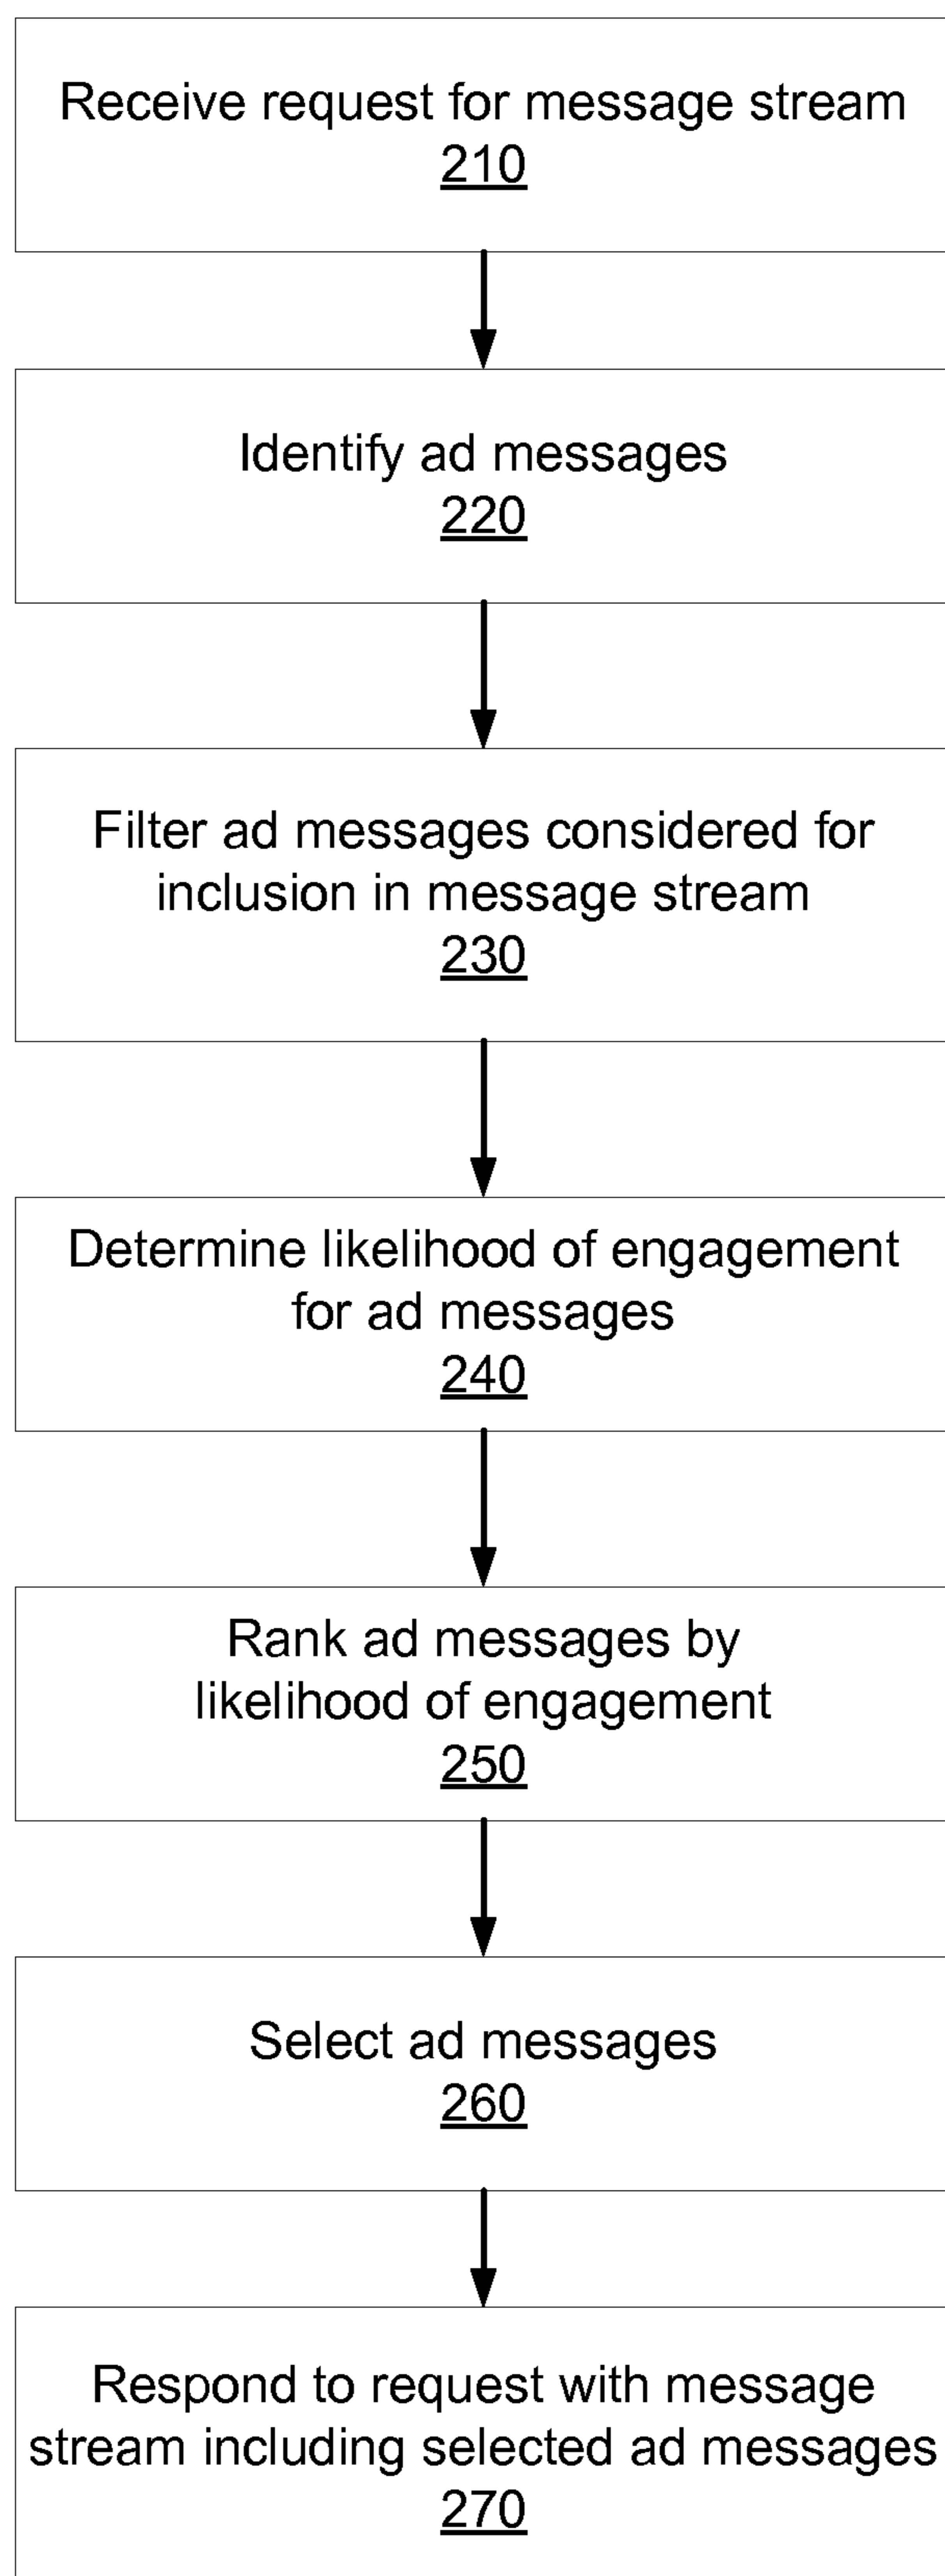 Receive request for message stream
210
Identify ad messages
220
Filter ad messages considered for
inclusion in message stream
230
Determine likelihood of engagement
for ad messages
240
Rank ad messages by
likelihood of engagement
250
Select ad messages
260
Respond to request with message
stream including selected ad messages
270